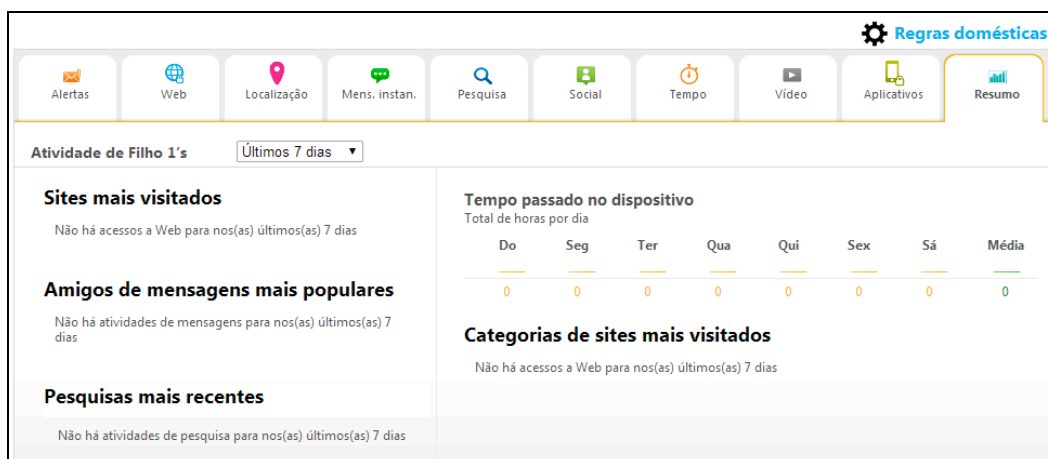 Regras domésticas
Alertas
Web
Localização
Mens. instan.
Pesquisa
Social
Tempo
Vídeo
Aplicativos
Resumo
Atividade de Filho 1's
Últimos 7 dias
Sites mais visitados
Não há acessos a Web para nos(as) últimos(as) 7 dias
Amigos de mensagens mais populares
Não há atividades de mensagens para nos(as) últimos(as) 7
dias
Pesquisas mais recentes
Não há atividades de pesquisa para nos(as) últimos(as) 7 dias
Tempo passado no dispositivo
Total de horas por dia
Do Seg Ter Qua Qui Sex Sá Média
0 0 0 0 0 0 0 0
Categorias de sites mais visitados
Não há acessos a Web para nos(as) últimos(as) 7 dias